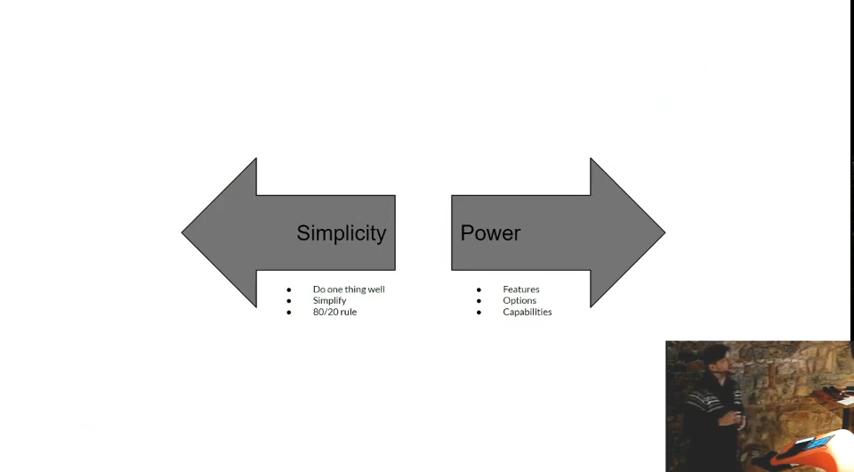 Simplicity
Power
● Do one thing well
● Simplify
● 80/20 rule
● Features
● Options
● Capabilities